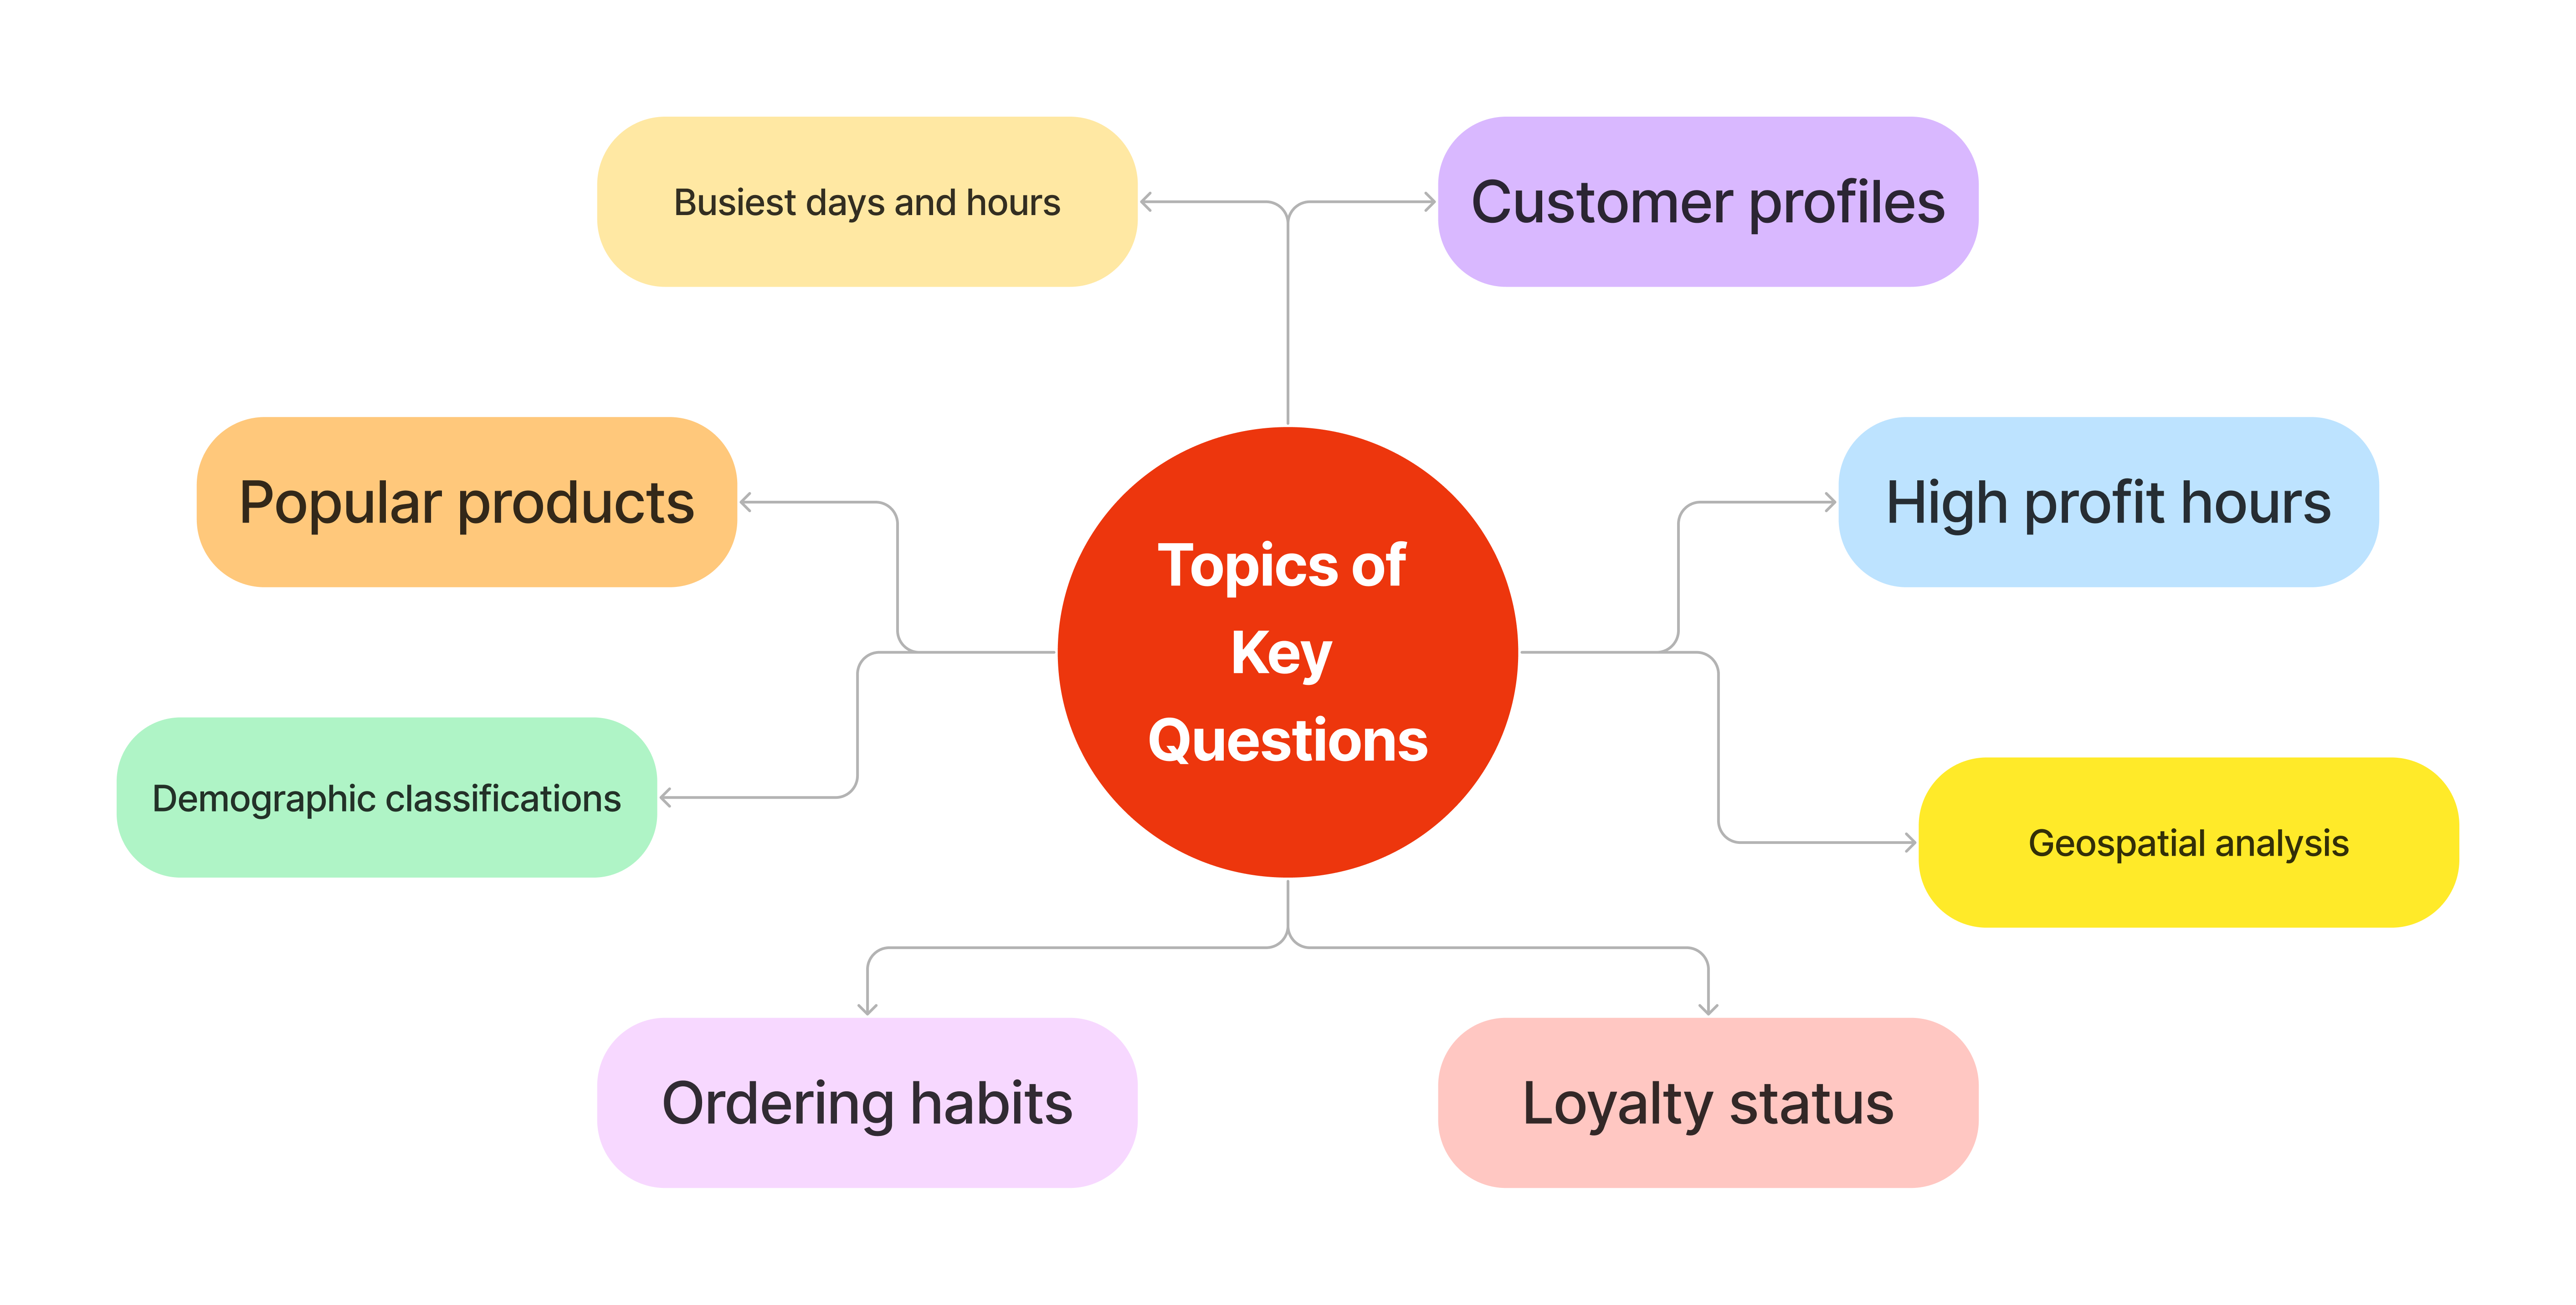 Busiest days and hours
Customer profiles
Popular products
High profit hours
Topics of
Key
Questions
Demographic classifications
Geospatial analysis
Ordering habits
Loyalty status